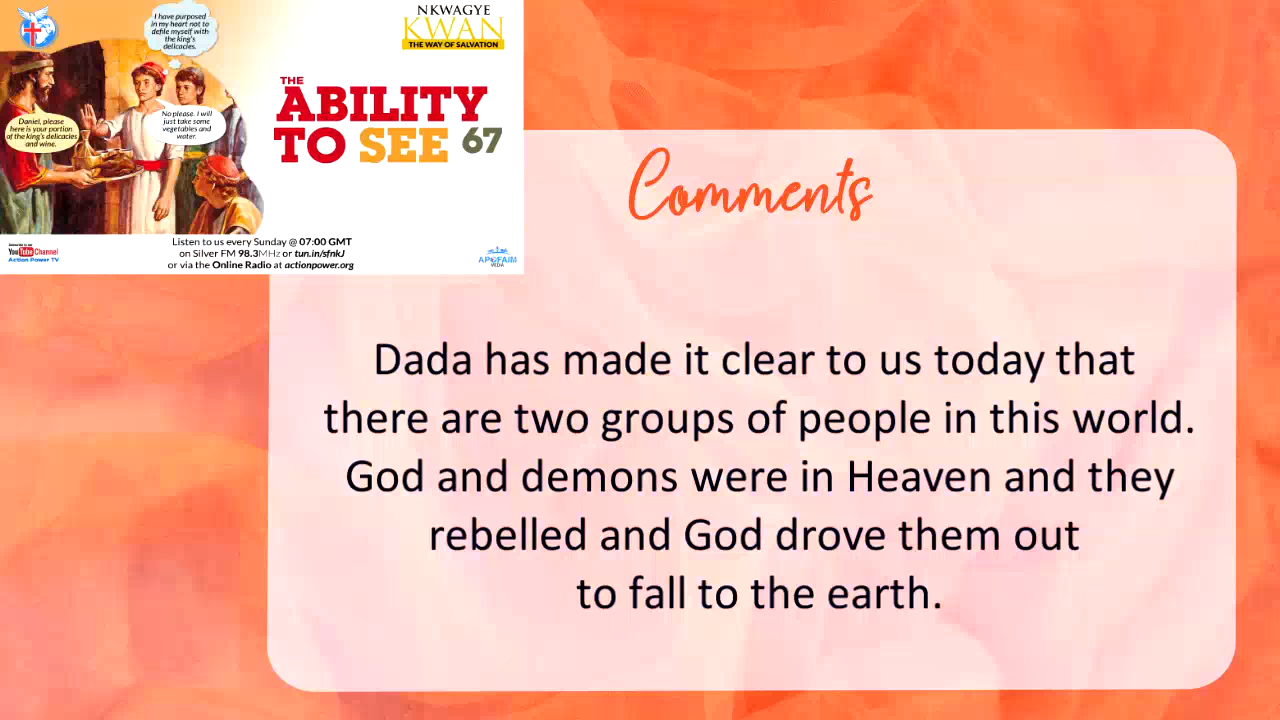 I have purposed
in my heart not to
defile myself with
the king's
delicacies.
Daniel, please
here is your portion
of the king's delicacies
and wine.
No please. I will
just take some
vegetables and
water.
NKWAGYE
KWAN
THE WAY OF SALVATION
THE
ABILITY
TO SEE 67
YouTube Channel
Action Power TV
Listen to us every Sunday @ 07:00 GMT
on Silver FM 98.3MHz or tun.in/sfnkJ
or via the Online Radio at actionpower.org
Comments
Dada has made it clear to us today that
there are two groups of people in this world.
God and demons were in Heaven and they
rebelled and God drove them out
to fall to the earth.